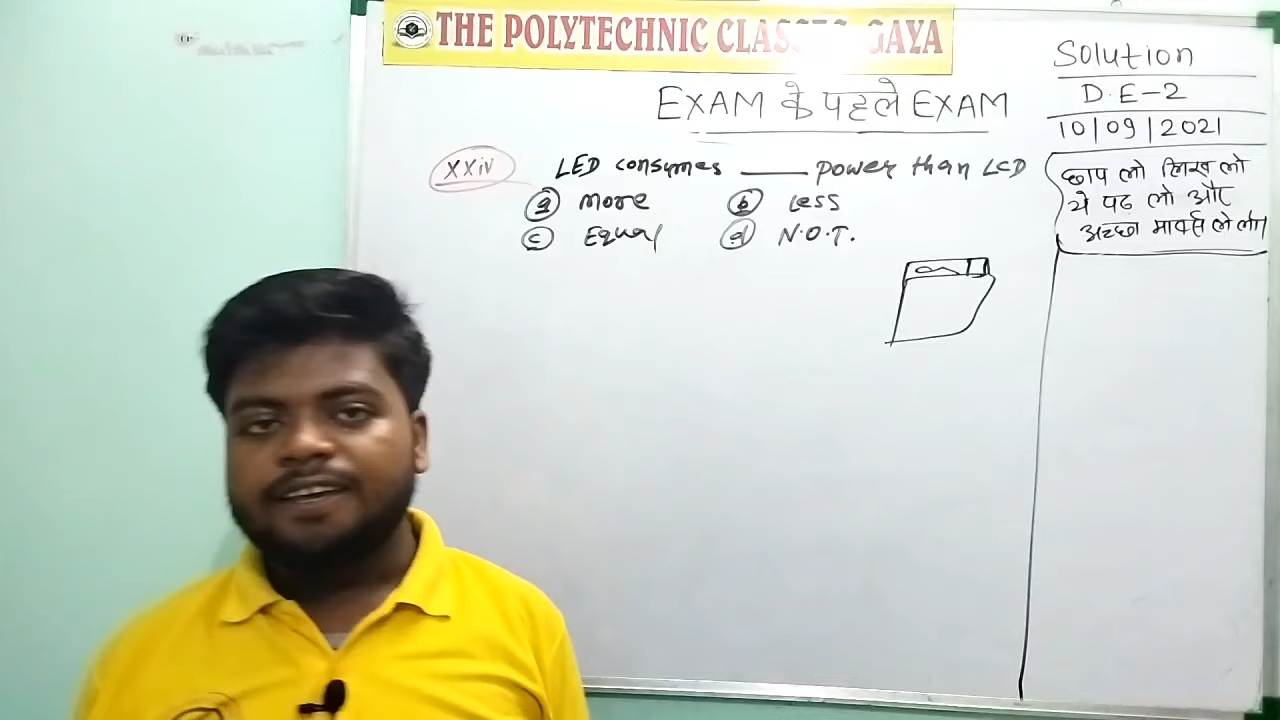 THE POLYTECHNIC CLASSES GAYA
EXAM के पहले EXAM
xxiv LED consumes ____ power than LCD
a more b Less
c Equal d N.O.T.
Solution
D.E-2
10/09/2021
छाप लो लिख लो
ये पढ़ लो और
अच्छा मार्क्स ले लो।